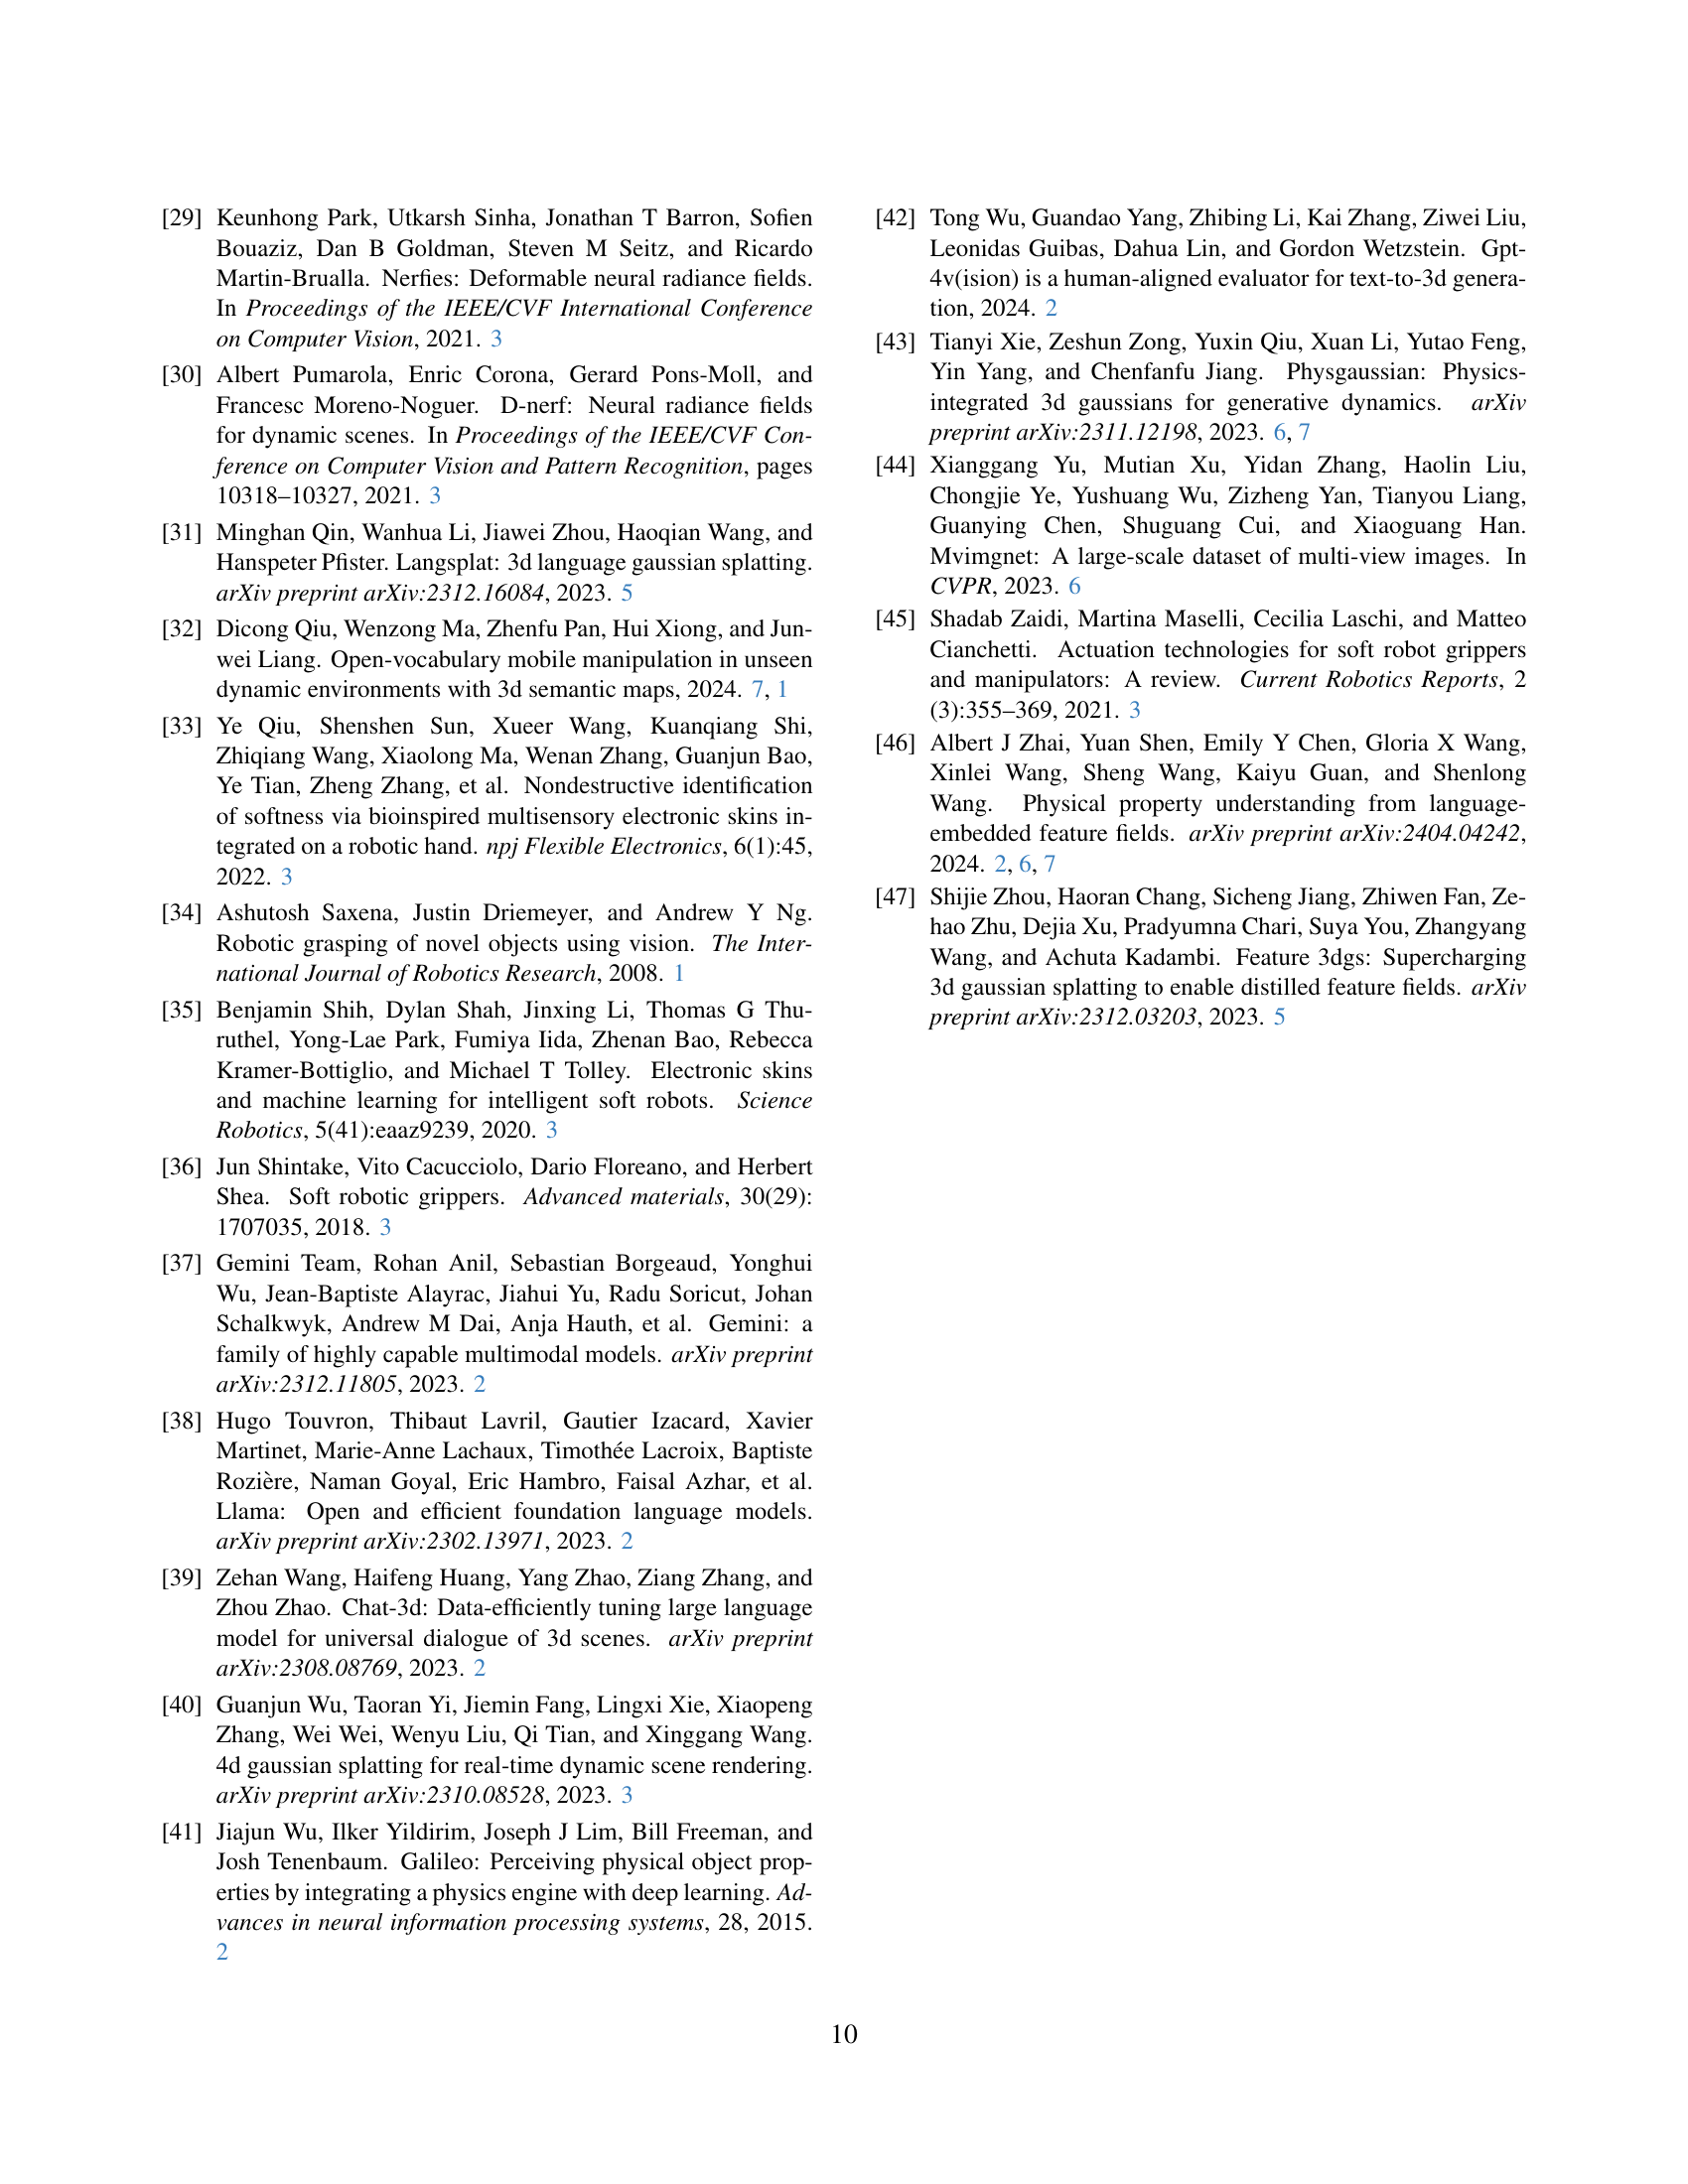 [29] Keunhong Park, Utkarsh Sinha, Jonathan T Barron, Sofien
Bouaziz, Dan B Goldman, Steven M Seitz, and Ricardo
Martin-Brualla. Nerfies: Deformable neural radiance fields.
In Proceedings of the IEEE/CVF International Conference
on Computer Vision, 2021. 3
[30] Albert Pumarola, Enric Corona, Gerard Pons-Moll, and
Francesc Moreno-Noguer. D-nerf: Neural radiance fields
for dynamic scenes. In Proceedings of the IEEE/CVF Con-
ference on Computer Vision and Pattern Recognition, pages
10318–10327, 2021. 3
[31] Minghan Qin, Wanhua Li, Jiawei Zhou, Haoqian Wang, and
Hanspeter Pfister. Langsplat: 3d language gaussian splatting.
arXiv preprint arXiv:2312.16084, 2023. 5
[32] Dicong Qiu, Wenzong Ma, Zhenfu Pan, Hui Xiong, and Jun-
wei Liang. Open-vocabulary mobile manipulation in unseen
dynamic environments with 3d semantic maps, 2024. 7, 1
[33] Ye Qiu, Shenshen Sun, Xueer Wang, Kuanqiang Shi,
Zhiqiang Wang, Xiaolong Ma, Wenan Zhang, Guanjun Bao,
Ye Tian, Zheng Zhang, et al. Nondestructive identification
of softness via bioinspired multisensory electronic skins in-
tegrated on a robotic hand. npj Flexible Electronics, 6(1):45,
2022. 3
[34] Ashutosh Saxena, Justin Driemeyer, and Andrew Y Ng.
Robotic grasping of novel objects using vision. The Inter-
national Journal of Robotics Research, 2008. 1
[35] Benjamin Shih, Dylan Shah, Jinxing Li, Thomas G Thu-
ruthel, Yong-Lae Park, Fumiya Iida, Zhenan Bao, Rebecca
Kramer-Bottiglio, and Michael T Tolley. Electronic skins
and machine learning for intelligent soft robots. Science
Robotics, 5(41):eaaz9239, 2020. 3
[36] Jun Shintake, Vito Cacucciolo, Dario Floreano, and Herbert
Shea. Soft robotic grippers. Advanced materials, 30(29):
1707035, 2018. 3
[37] Gemini Team, Rohan Anil, Sebastian Borgeaud, Yonghui
Wu, Jean-Baptiste Alayrac, Jiahui Yu, Radu Soricut, Johan
Schalkwyk, Andrew M Dai, Anja Hauth, et al. Gemini: a
family of highly capable multimodal models. arXiv preprint
arXiv:2312.11805, 2023. 2
[38] Hugo Touvron, Thibaut Lavril, Gautier Izacard, Xavier
Martinet, Marie-Anne Lachaux, Timothée Lacroix, Baptiste
Rozière, Naman Goyal, Eric Hambro, Faisal Azhar, et al.
Llama: Open and efficient foundation language models.
arXiv preprint arXiv:2302.13971, 2023. 2
[39] Zehan Wang, Haifeng Huang, Yang Zhao, Ziang Zhang, and
Zhou Zhao. Chat-3d: Data-efficiently tuning large language
model for universal dialogue of 3d scenes. arXiv preprint
arXiv:2308.08769, 2023. 2
[40] Guanjun Wu, Taoran Yi, Jiemin Fang, Lingxi Xie, Xiaopeng
Zhang, Wei Wei, Wenyu Liu, Qi Tian, and Xinggang Wang.
4d gaussian splatting for real-time dynamic scene rendering.
arXiv preprint arXiv:2310.08528, 2023. 3
[41] Jiajun Wu, Ilker Yildirim, Joseph J Lim, Bill Freeman, and
Josh Tenenbaum. Galileo: Perceiving physical object prop-
erties by integrating a physics engine with deep learning. Ad-
vances in neural information processing systems, 28, 2015.
2
[42] Tong Wu, Guandao Yang, Zhibing Li, Kai Zhang, Ziwei Liu,
Leonidas Guibas, Dahua Lin, and Gordon Wetzstein. Gpt-
4v(ision) is a human-aligned evaluator for text-to-3d genera-
tion, 2024. 2
[43] Tianyi Xie, Zeshun Zong, Yuxin Qiu, Xuan Li, Yutao Feng,
Yin Yang, and Chenfanfu Jiang. Physgaussian: Physics-
integrated 3d gaussians for generative dynamics. arXiv
preprint arXiv:2311.12198, 2023. 6, 7
[44] Xianggang Yu, Mutian Xu, Yidan Zhang, Haolin Liu,
Chongjie Ye, Yushuang Wu, Zizheng Yan, Tianyou Liang,
Guanying Chen, Shuguang Cui, and Xiaoguang Han.
Mvimgnet: A large-scale dataset of multi-view images. In
CVPR, 2023. 6
[45] Shadab Zaidi, Martina Maselli, Cecilia Laschi, and Matteo
Cianchetti. Actuation technologies for soft robot grippers
and manipulators: A review. Current Robotics Reports, 2
(3):355–369, 2021. 3
[46] Albert J Zhai, Yuan Shen, Emily Y Chen, Gloria X Wang,
Xinlei Wang, Sheng Wang, Kaiyu Guan, and Shenlong
Wang. Physical property understanding from language-
embedded feature fields. arXiv preprint arXiv:2404.04242,
2024. 2, 6, 7
[47] Shijie Zhou, Haoran Chang, Sicheng Jiang, Zhiwen Fan, Ze-
hao Zhu, Dejia Xu, Pradyumna Chari, Suya You, Zhangyang
Wang, and Achuta Kadambi. Feature 3dgs: Supercharging
3d gaussian splatting to enable distilled feature fields. arXiv
preprint arXiv:2312.03203, 2023. 5
10